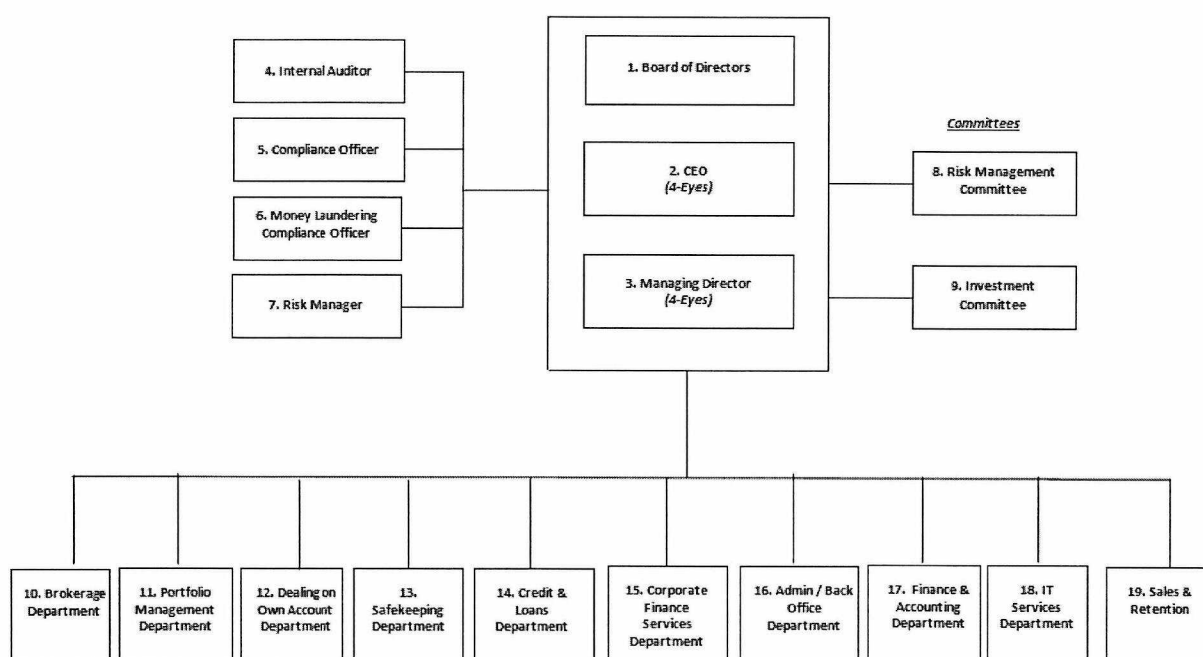 4. Internal Auditor
5. Compliance Officer
6. Money Laundering
Compliance Officer
7. Risk Manager
1. Board of Directors
2. CEO
(4-Eyes)
3. Managing Director
(4-Eyes)
Committees
8. Risk Management
Committee
9. Investment
Committee
10. Brokerage
Department
11. Portfolio
Management
Department
12. Dealing on
Own Account
Department
13.
Safekeeping
Department
14. Credit &
Loans
Department
15. Corporate
Finance
Services
Department
16. Admin / Back
Office
Department
17. Finance &
Accounting
Department
18. IT
Services
Department
19. Sales &
Retention